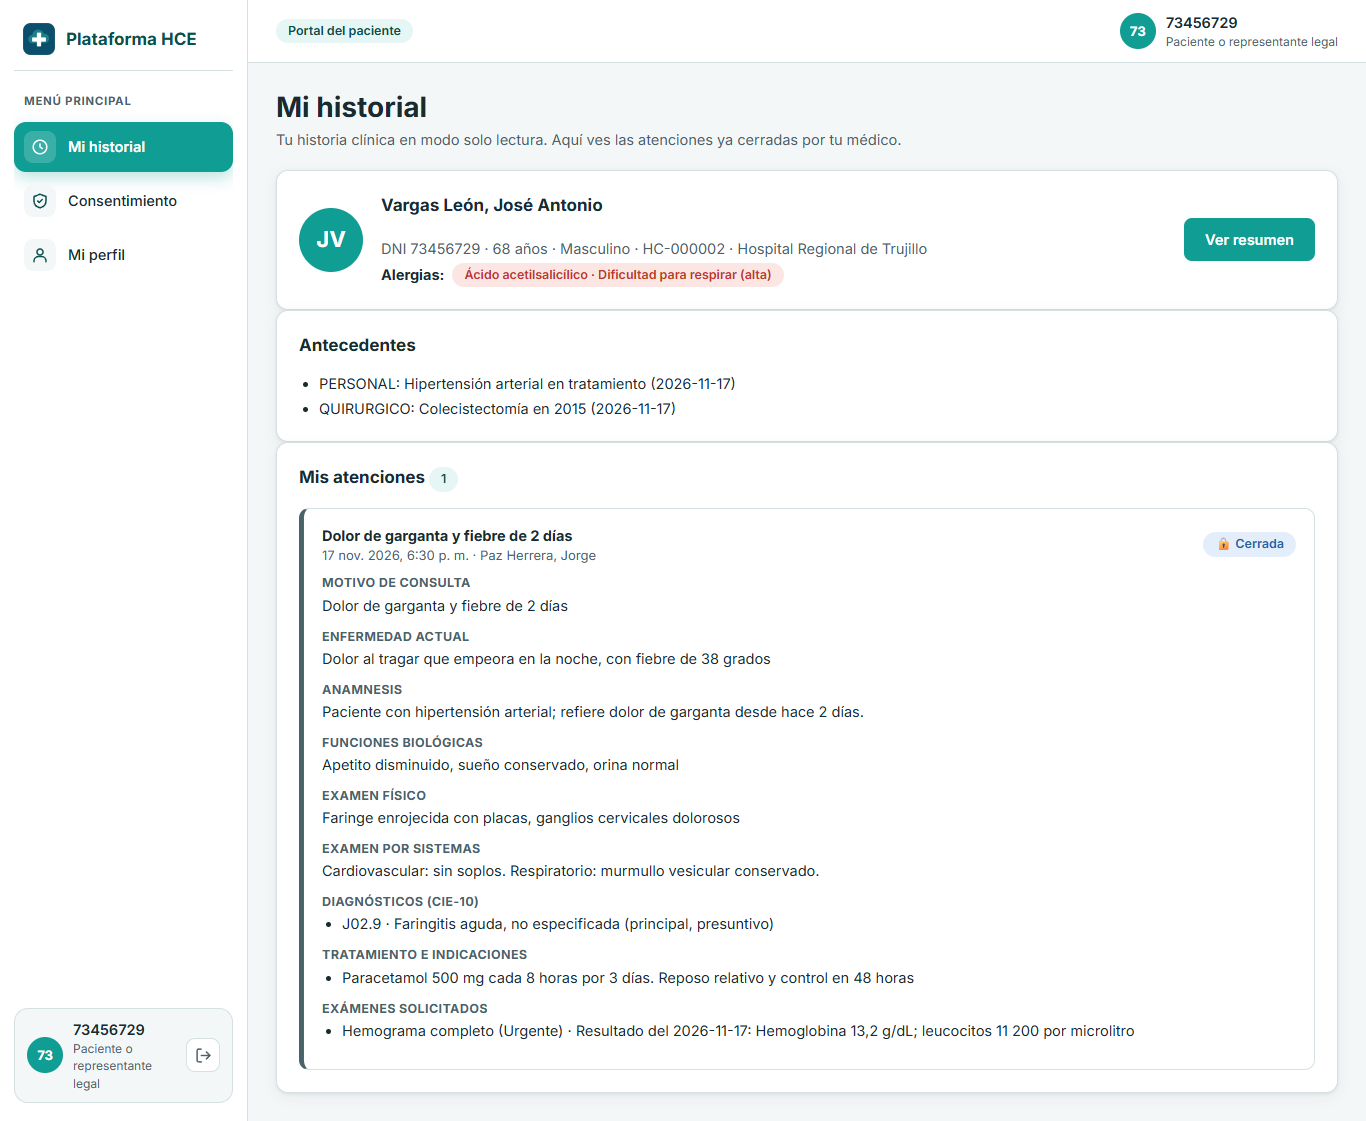 Plataforma HCE
MENÚ PRINCIPAL
Mi historial
Consentimiento
Mi perfil
73
73456729
Paciente o
representante
legal
Portal del paciente
73
73456729
Paciente o representante legal
Mi historial
Tu historia clínica en modo solo lectura. Aquí ves las atenciones ya cerradas por tu médico.
JV
Vargas León, José Antonio
DNI 73456729 · 68 años · Masculino · HC-000002 · Hospital Regional de Trujillo
Alergias: Ácido acetilsalicílico · Dificultad para respirar (alta)
Ver resumen
Antecedentes
• PERSONAL: Hipertensión arterial en tratamiento (2026-11-17)
• QUIRURGICO: Colecistectomía en 2015 (2026-11-17)
Mis atenciones 1
Dolor de garganta y fiebre de 2 días
17 nov. 2026, 6:30 p. m. · Paz Herrera, Jorge
🔒 Cerrada
MOTIVO DE CONSULTA
Dolor de garganta y fiebre de 2 días
ENFERMEDAD ACTUAL
Dolor al tragar que empeora en la noche, con fiebre de 38 grados
ANAMNESIS
Paciente con hipertensión arterial; refiere dolor de garganta desde hace 2 días.
FUNCIONES BIOLÓGICAS
Apetito disminuido, sueño conservado, orina normal
EXAMEN FÍSICO
Faringe enrojecida con placas, ganglios cervicales dolorosos
EXAMEN POR SISTEMAS
Cardiovascular: sin soplos. Respiratorio: murmullo vesicular conservado.
DIAGNÓSTICOS (CIE-10)
• J02.9 · Faringitis aguda, no especificada (principal, presuntivo)
TRATAMIENTO E INDICACIONES
• Paracetamol 500 mg cada 8 horas por 3 días. Reposo relativo y control en 48 horas
EXÁMENES SOLICITADOS
• Hemograma completo (Urgente) · Resultado del 2026-11-17: Hemoglobina 13,2 g/dL; leucocitos 11 200 por microlitro